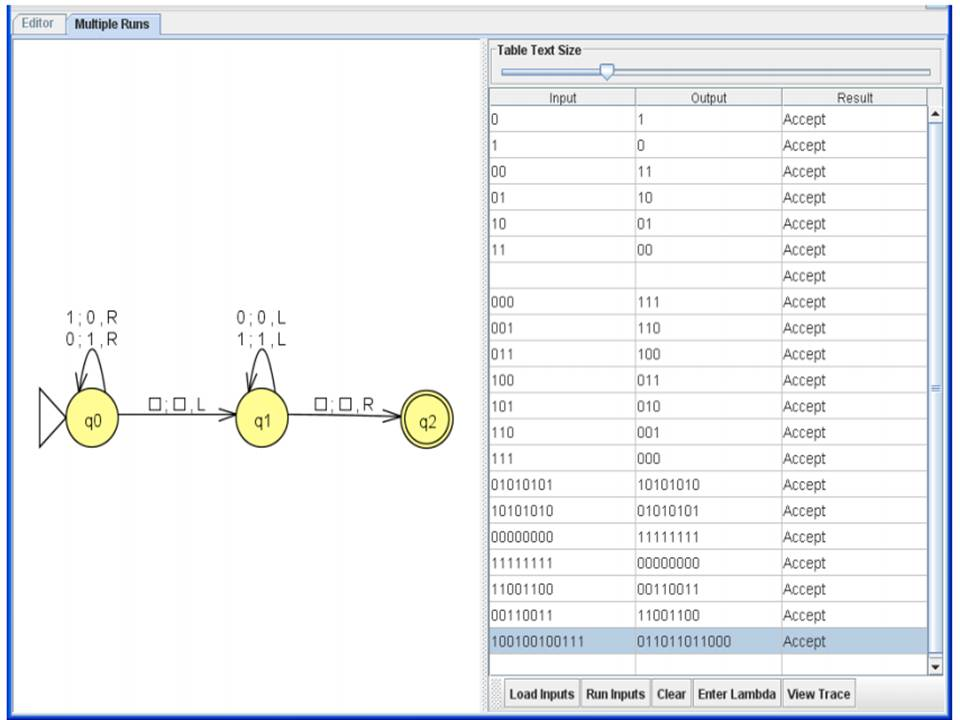 Editor Multiple Runs
Table Text Size
Input Output Result
0 1 Accept
1 0 Accept
00 11 Accept
01 10 Accept
10 01 Accept
11 00 Accept
Accept
000 111 Accept
001 110 Accept
011 100 Accept
100 011 Accept
101 010 Accept
110 001 Accept
111 000 Accept
01010101 10101010 Accept
10101010 01010101 Accept
00000000 11111111 Accept
11111111 00000000 Accept
11001100 00110011 Accept
00110011 11001100 Accept
100100100111 011011011000 Accept
Load Inputs Run Inputs Clear Enter Lambda View Trace
1 ; 0 , R
0 ; 1 , R
0 ; 0 , L
1 ; 1 , L
□ ; □ , L
□ ; □ , R
q0
q1
q2